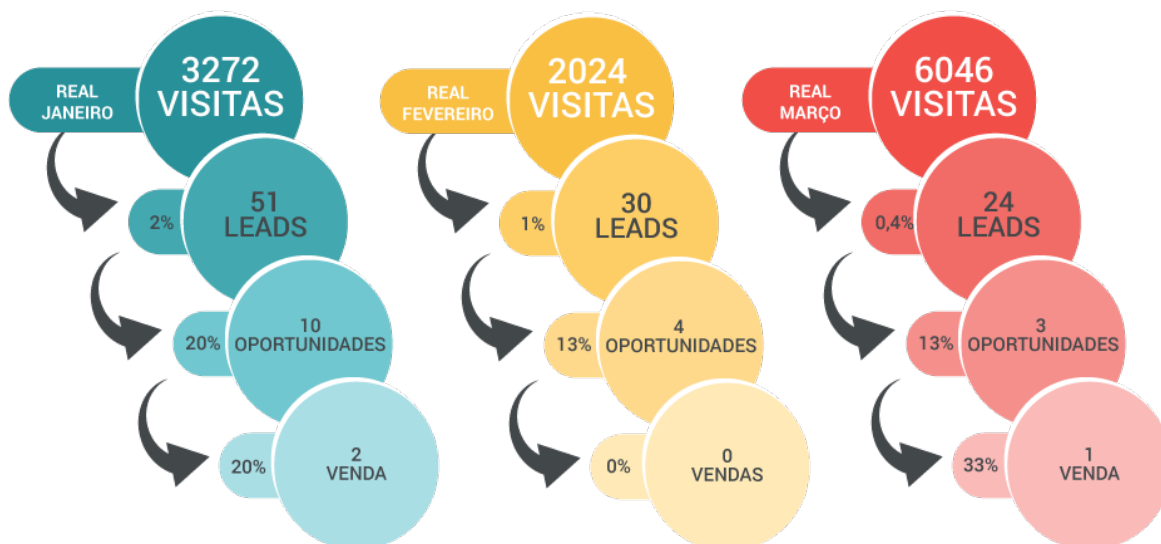 REAL
JANEIRO
3272
VISITAS
2%
51
LEADS
20%
10
OPORTUNIDADES
20%
2
VENDA
REAL
FEVEREIRO
2024
VISITAS
1%
30
LEADS
13%
4
OPORTUNIDADES
0%
0
VENDAS
REAL
MARÇO
6046
VISITAS
0,4%
24
LEADS
13%
3
OPORTUNIDADES
33%
1
VENDA